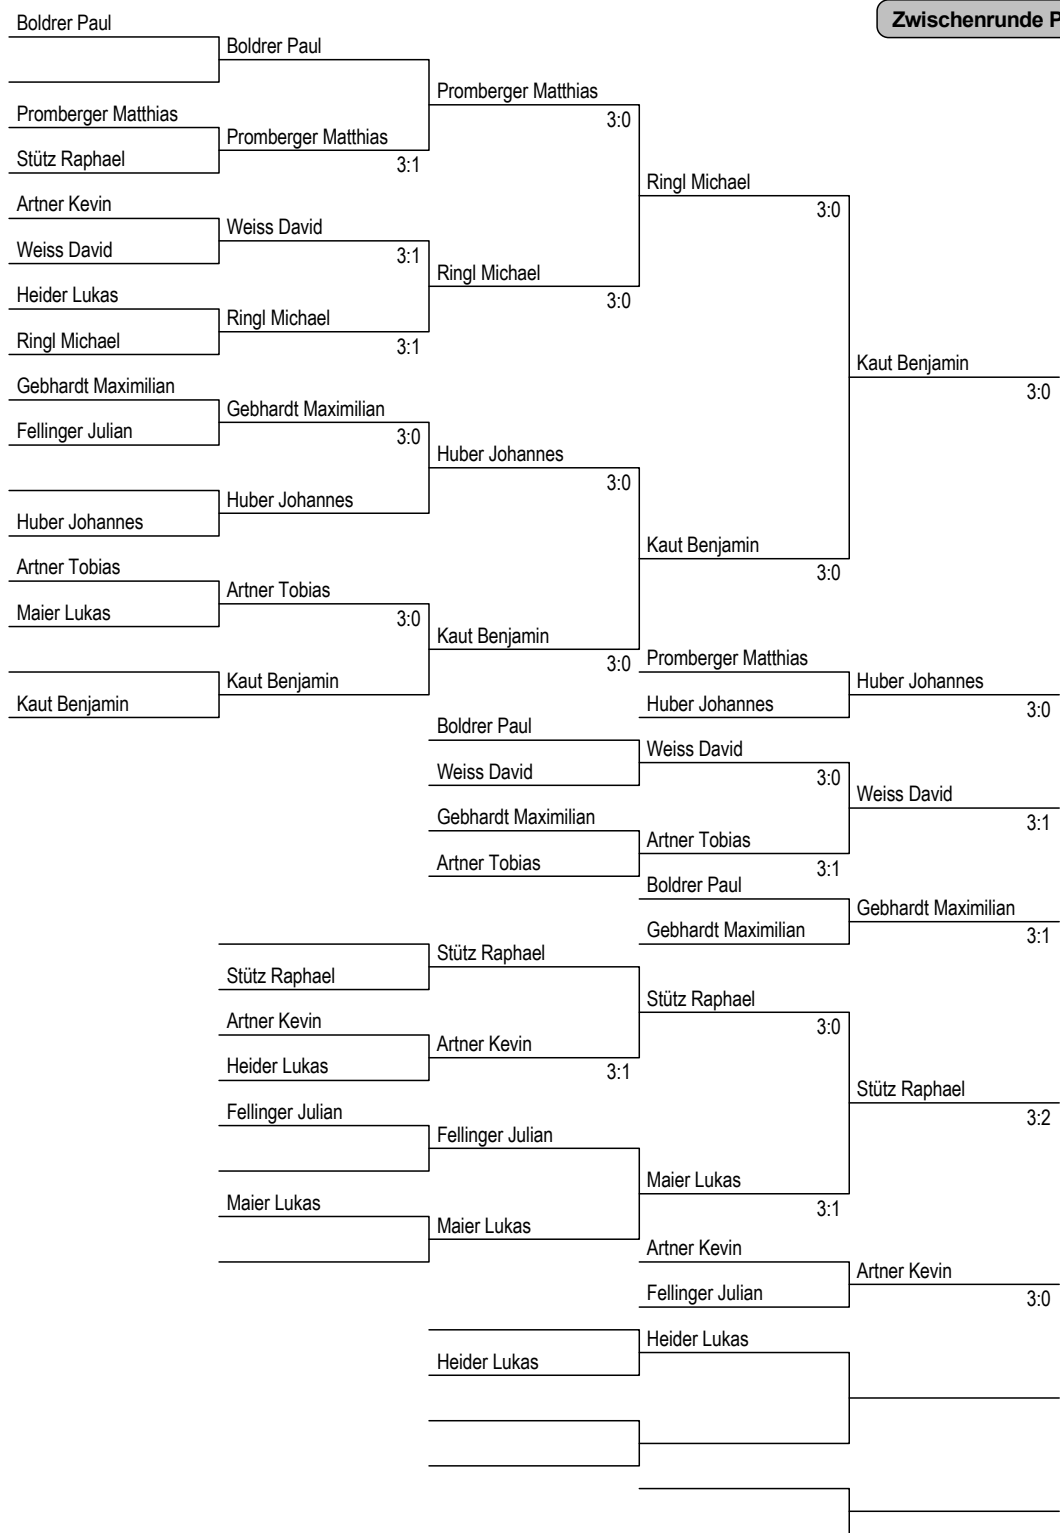 Zwischenrunde P
Boldrer Paul
Boldrer Paul
Promberger Matthias
3:0
Promberger Matthias
Promberger Matthias
3:1
Stütz Raphael
Ringl Michael
3:0
Artner Kevin
Weiss David
3:1
Weiss David
Ringl Michael
3:0
Heider Lukas
Ringl Michael
3:1
Ringl Michael
Kaut Benjamin
3:0
Gebhardt Maximilian
Gebhardt Maximilian
3:0
Fellinger Julian
Huber Johannes
3:0
Huber Johannes
Huber Johannes
Kaut Benjamin
3:0
Artner Tobias
Artner Tobias
3:0
Maier Lukas
Kaut Benjamin
3:0
Kaut Benjamin
Kaut Benjamin
Promberger Matthias
Huber Johannes
3:0
Huber Johannes
Boldrer Paul
Weiss David
3:0
Weiss David
Weiss David
3:1
Gebhardt Maximilian
Artner Tobias
3:1
Artner Tobias
Boldrer Paul
Gebhardt Maximilian
3:1
Gebhardt Maximilian
Stütz Raphael
Stütz Raphael
Stütz Raphael
3:0
Artner Kevin
Artner Kevin
3:1
Heider Lukas
Stütz Raphael
3:2
Fellinger Julian
Fellinger Julian
Maier Lukas
3:1
Maier Lukas
Maier Lukas
Artner Kevin
Artner Kevin
3:0
Fellinger Julian
Heider Lukas
Heider Lukas